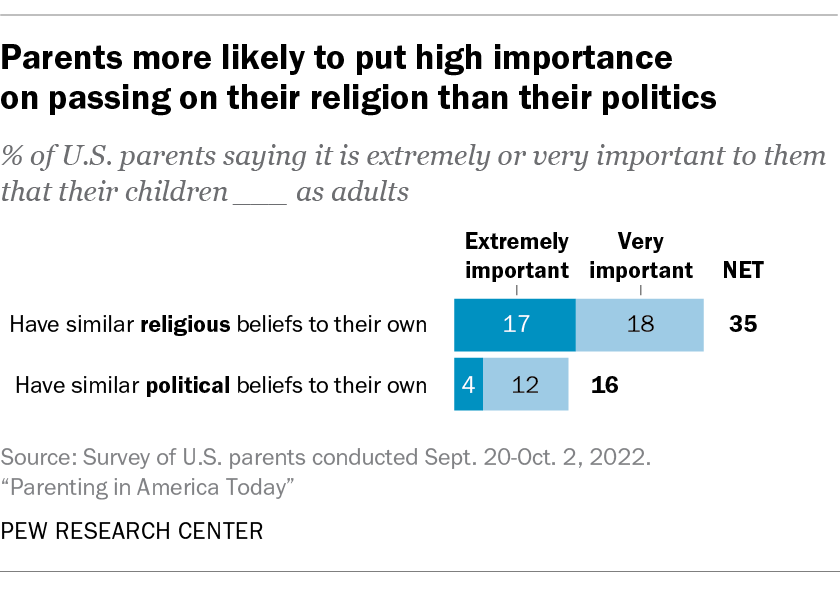 Parents more likely to put high importance
on passing on their religion than their politics
% of U.S. parents saying it is extremely or very important to them
that their children ___ as adults
Extremely important Very important NET
Have similar religious beliefs to their own 17 18 35
Have similar political beliefs to their own 4 12 16
Source: Survey of U.S. parents conducted Sept. 20-Oct. 2, 2022.
“Parenting in America Today”
PEW RESEARCH CENTER